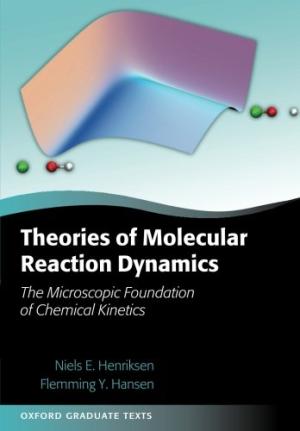 Theories of Molecular
Reaction Dynamics
The Microscopic Foundation
of Chemical Kinetics
Niels E. Henriksen
Flemming Y. Hansen
OXFORD GRADUATE TEXTS